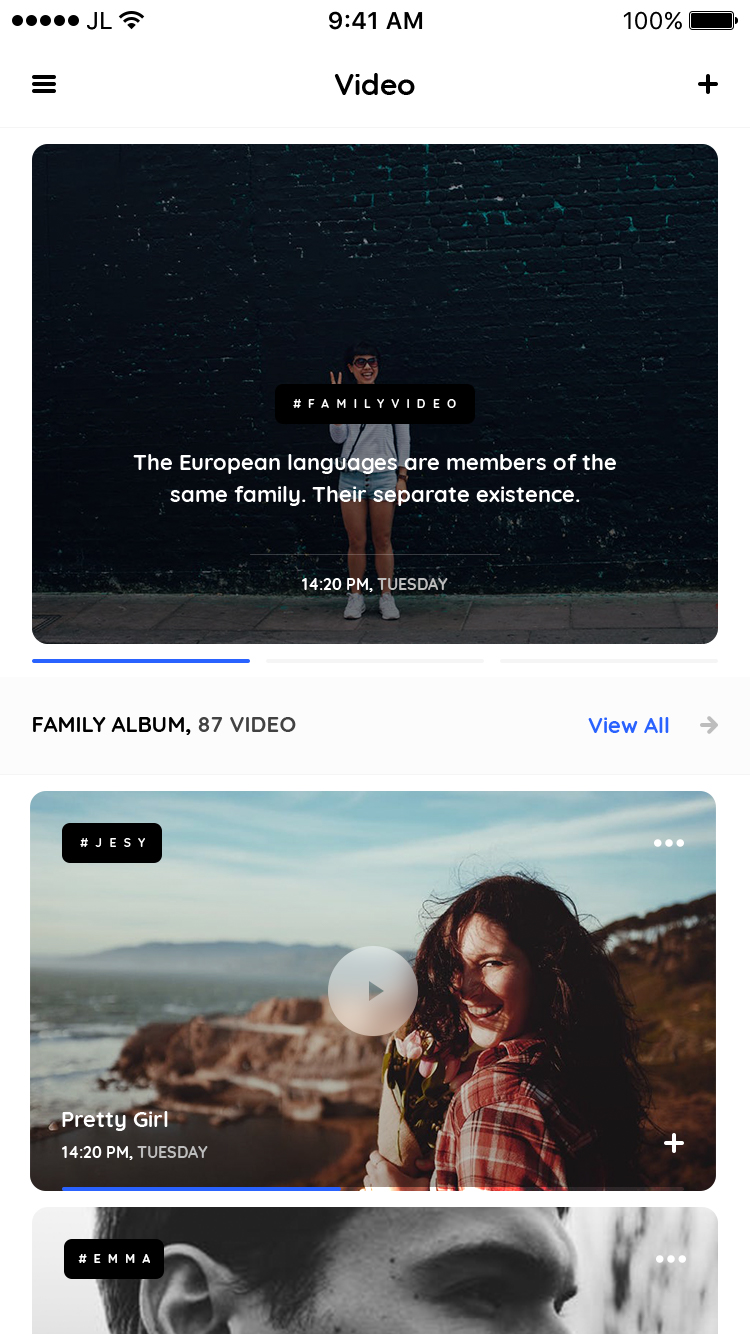 JL 9:41 AM 100%
Video
#FAMILYVIDEO
The European languages are members of the
same family. Their separate existence.
14:20 PM, TUESDAY
FAMILY ALBUM, 87 VIDEO View All
#JESY
Pretty Girl
14:20 PM, TUESDAY
#EMMA